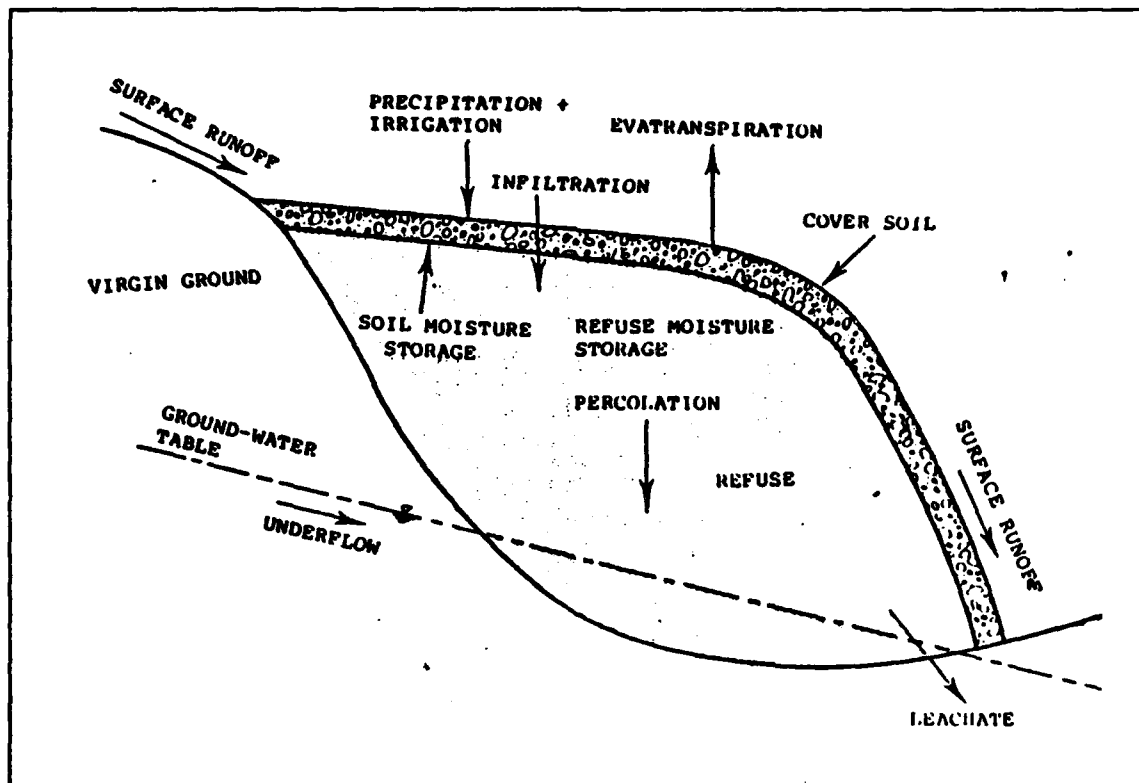 SURFACE RUNOFF
PRECIPITATION +
IRRIGATION
EVATRANSPIRATION
INFILTRATION
COVER SOIL
VIRGIN GROUND
SOIL MOISTURE
STORAGE
REFUSE MOISTURE
STORAGE
PERCOLATION
GROUND-WATER
TABLE
REFUSE
SURFACE RUNOFF
UNDERFLOW
LEACHATE